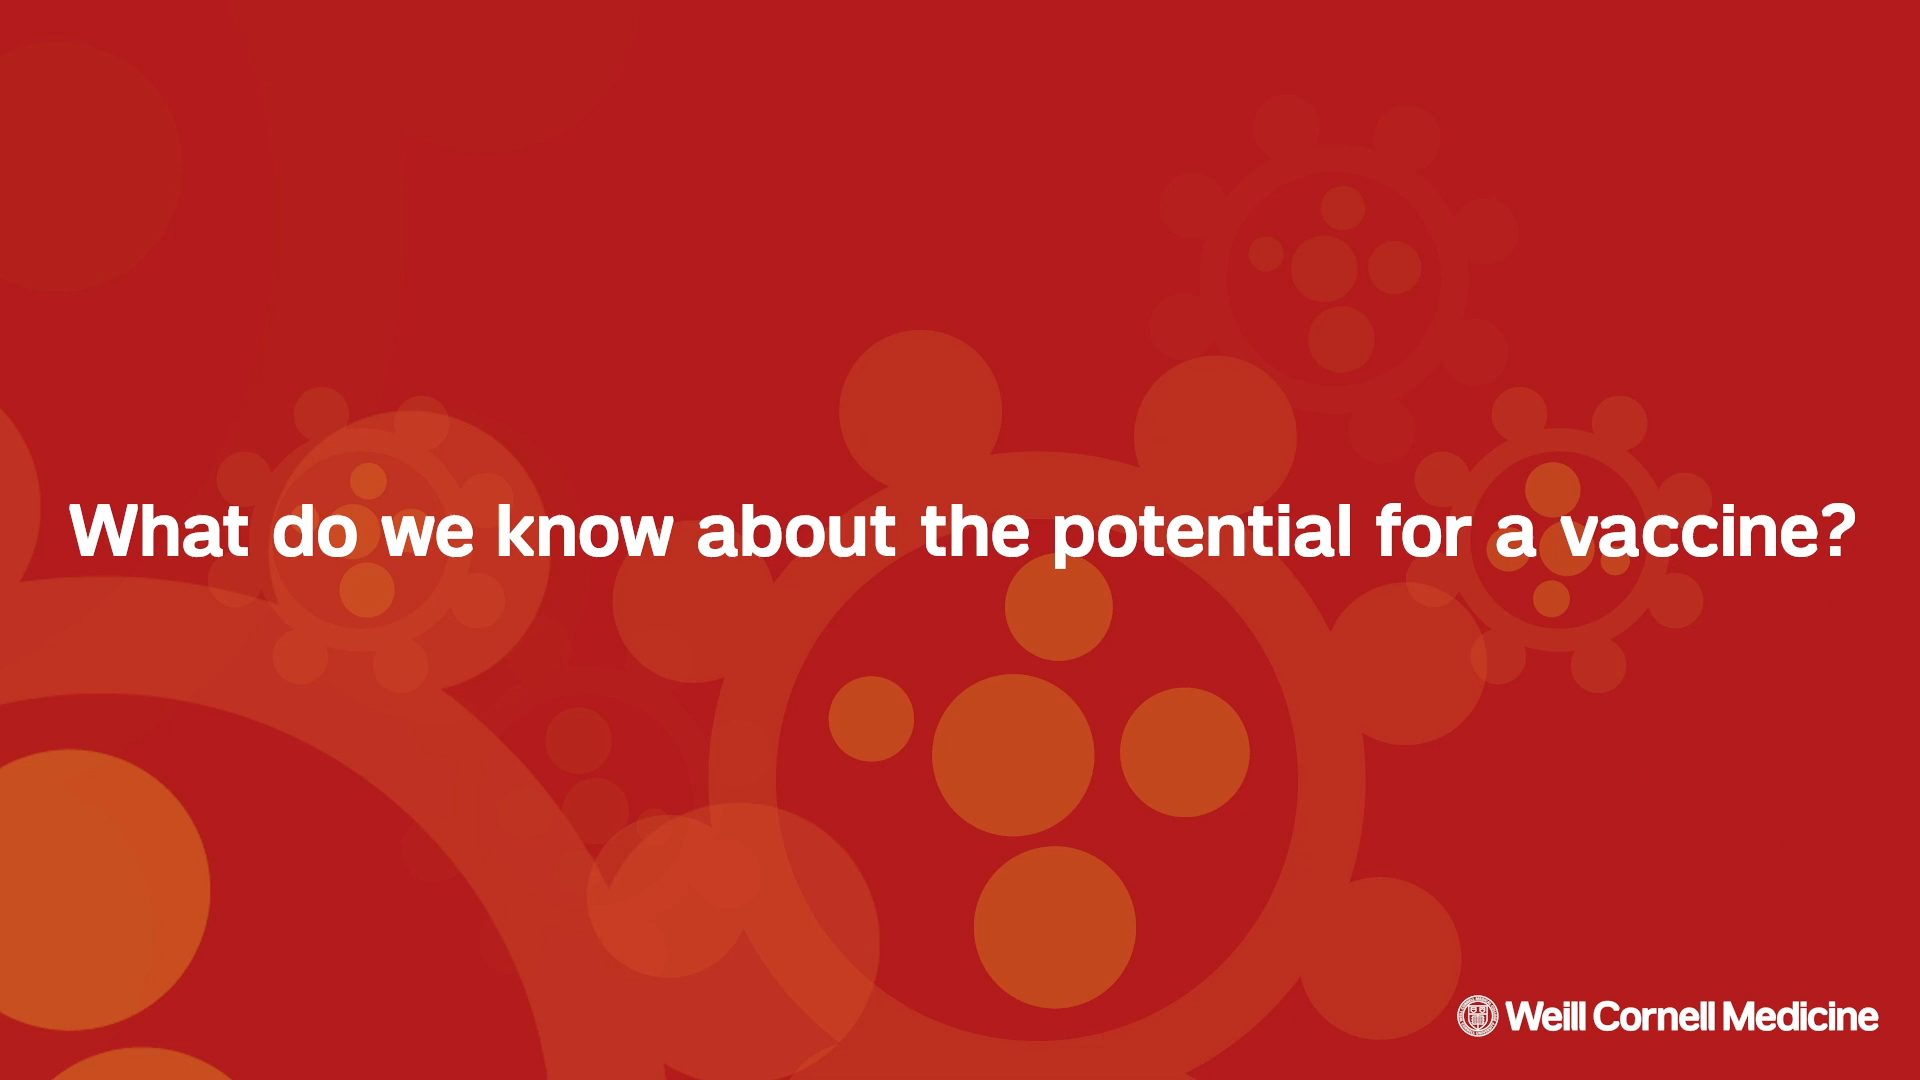 What do we know about the potential for a vaccine?
Weill Cornell Medicine